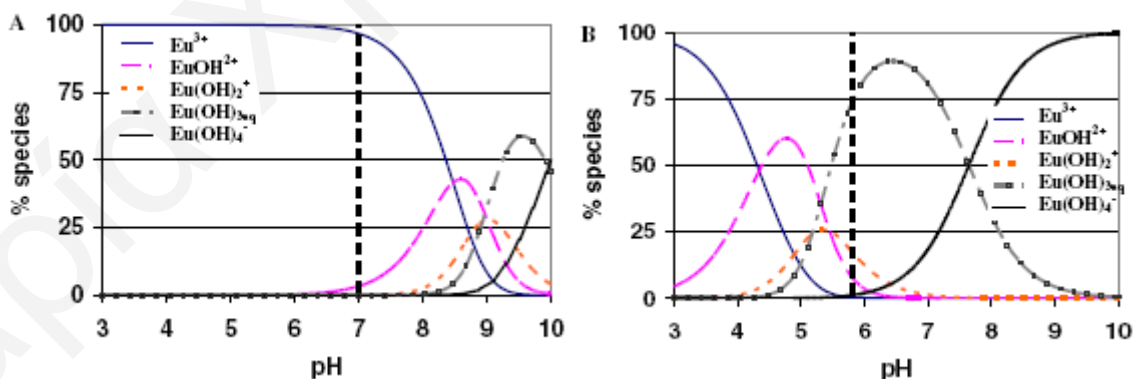 A
100
75
50
25
0
% species
Eu³⁺
EuOH²⁺
Eu(OH)₂⁺
Eu(OH)₃ₐq
Eu(OH)₄⁻
3 4 5 6 7 8 9 10
pH
B
100
75
50
25
0
% species
Eu³⁺
EuOH²⁺
Eu(OH)₂⁺
Eu(OH)₃ₐq
Eu(OH)₄⁻
3 4 5 6 7 8 9 10
pH